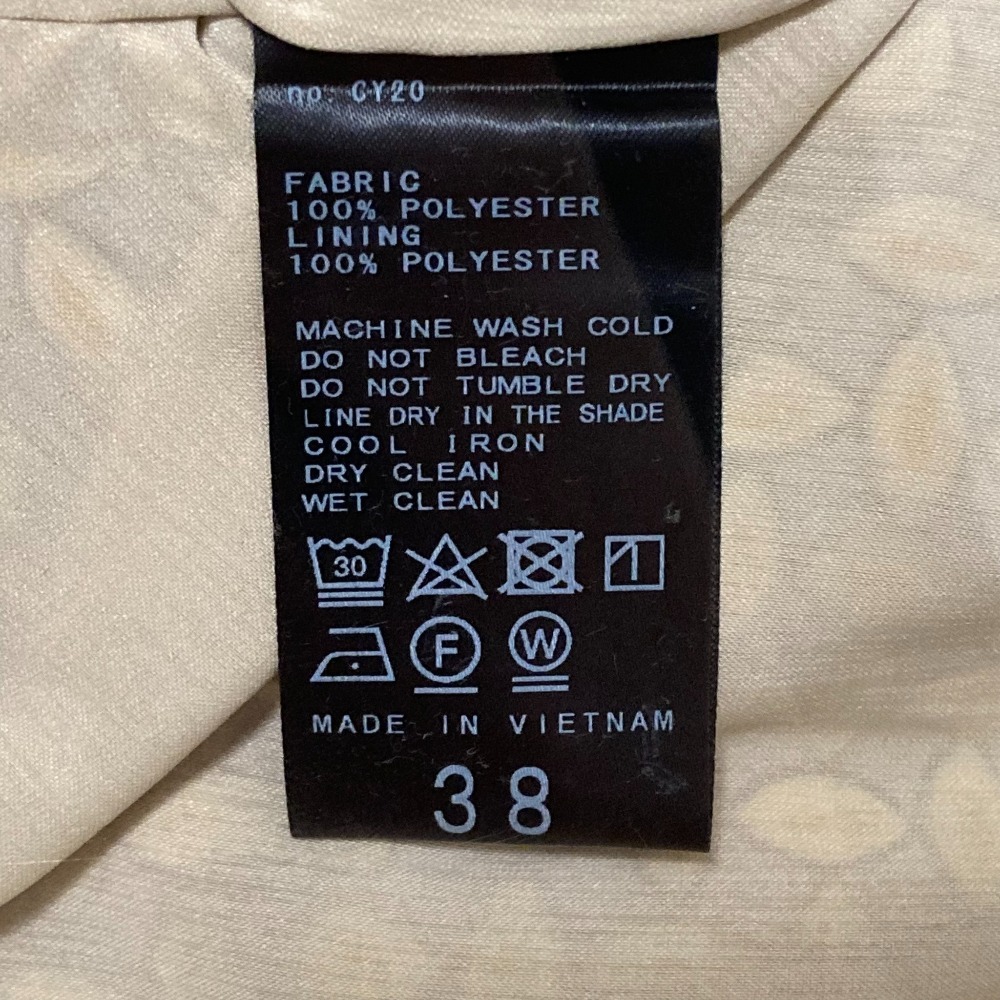 no. CY20
FABRIC
100% POLYESTER
LINING
100% POLYESTER
MACHINE WASH COLD
DO NOT BLEACH
DO NOT TUMBLE DRY
LINE DRY IN THE SHADE
COOL IRON
DRY CLEAN
WET CLEAN
30
F W
MADE IN VIETNAM
38